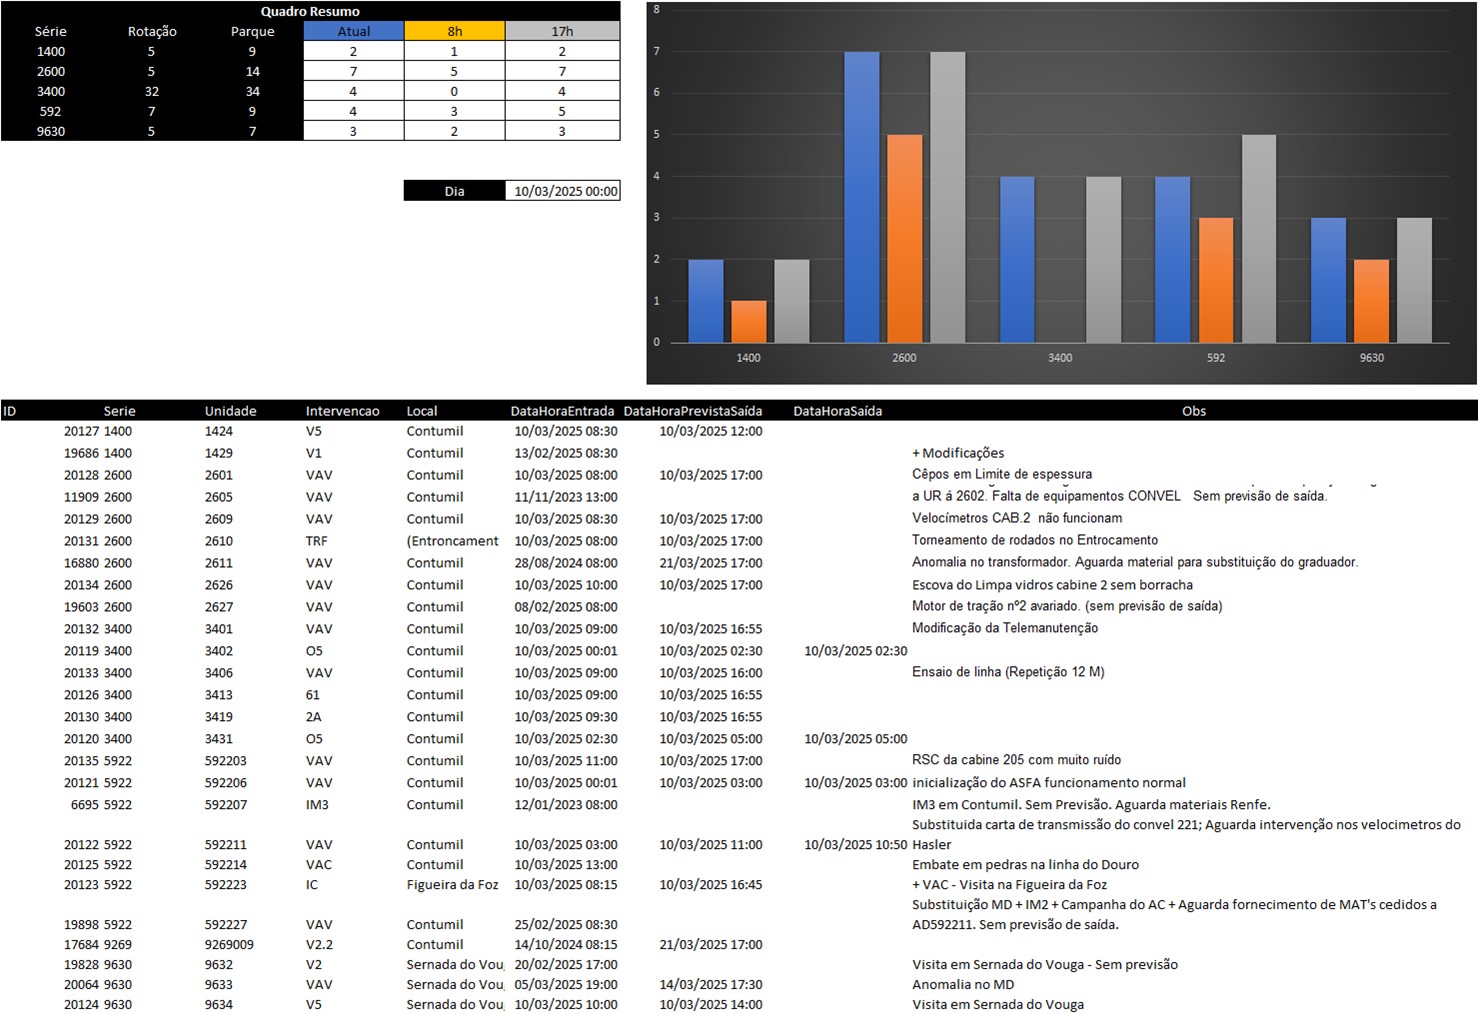 Quadro Resumo
Série Rotação Parque Atual 8h 17h
1400 5 9 2 1 2
2600 5 14 7 5 7
3400 32 34 4 0 4
592 7 9 4 3 5
9630 5 7 3 2 3
Dia 10/03/2025 00:00
8
7
6
5
4
3
2
1
0
1400 2600 3400 592 9630
ID Serie Unidade Intervencao Local DataHoraEntrada DataHoraPrevistaSaída DataHoraSaída Obs
20127 1400 1424 V5 Contumil 10/03/2025 08:30 10/03/2025 12:00
19686 1400 1429 V1 Contumil 13/02/2025 08:30 + Modificações
20128 2600 2601 VAV Contumil 10/03/2025 08:00 10/03/2025 17:00 Cêpos em Limite de espessura
11909 2600 2605 VAV Contumil 11/11/2023 13:00 a UR á 2602. Falta de equipamentos CONVEL Sem previsão de saída.
20129 2600 2609 VAV Contumil 10/03/2025 08:30 10/03/2025 17:00 Velocímetros CAB.2 não funcionam
20131 2600 2610 TRF (Entroncament 10/03/2025 08:00 10/03/2025 17:00 Torneamento de rodados no Entrocamento
16880 2600 2611 VAV Contumil 28/08/2024 08:00 21/03/2025 17:00 Anomalia no transformador. Aguarda material para substituição do graduador.
20134 2600 2626 VAV Contumil 10/03/2025 10:00 10/03/2025 17:00 Escova do Limpa vidros cabine 2 sem borracha
19603 2600 2627 VAV Contumil 08/02/2025 08:00 Motor de tração nº2 avariado. (sem previsão de saída)
20132 3400 3401 VAV Contumil 10/03/2025 09:00 10/03/2025 16:55 Modificação da Telemanutenção
20119 3400 3402 O5 Contumil 10/03/2025 00:01 10/03/2025 02:30 10/03/2025 02:30
20133 3400 3406 VAV Contumil 10/03/2025 09:00 10/03/2025 16:00 Ensaio de linha (Repetição 12 M)
20126 3400 3413 61 Contumil 10/03/2025 09:00 10/03/2025 16:55
20130 3400 3419 2A Contumil 10/03/2025 09:30 10/03/2025 16:55
20120 3400 3431 O5 Contumil 10/03/2025 02:30 10/03/2025 05:00 10/03/2025 05:00
20135 5922 592203 VAV Contumil 10/03/2025 11:00 10/03/2025 17:00 RSC da cabine 205 com muito ruído
20121 5922 592206 VAV Contumil 10/03/2025 00:01 10/03/2025 03:00 10/03/2025 03:00 inicialização do ASFA funcionamento normal
6695 5922 592207 IM3 Contumil 12/01/2023 08:00 IM3 em Contumil. Sem Previsão. Aguarda materiais Renfe.
Substituida carta de transmissão do convel 221; Aguarda intervenção nos velocimetros do
20122 5922 592211 VAV Contumil 10/03/2025 03:00 10/03/2025 11:00 10/03/2025 10:50 Hasler
20125 5922 592214 VAC Contumil 10/03/2025 13:00 Embate em pedras na linha do Douro
20123 5922 592223 IC Figueira da Foz 10/03/2025 08:15 10/03/2025 16:45 + VAC - Visita na Figueira da Foz
Substituição MD + IM2 + Campanha do AC + Aguarda fornecimento de MAT's cedidos a
19898 5922 592227 VAV Contumil 25/02/2025 08:30 AD592211. Sem previsão de saída.
17684 9269 9269009 V2.2 Contumil 14/10/2024 08:15 21/03/2025 17:00
19828 9630 9632 V2 Sernada do Vou 20/02/2025 17:00 Visita em Sernada do Vouga - Sem previsão
20064 9630 9633 VAV Sernada do Vou 05/03/2025 19:00 14/03/2025 17:30 Anomalia no MD
20124 9630 9634 V5 Sernada do Vou 10/03/2025 10:00 10/03/2025 14:00 Visita em Sernada do Vouga